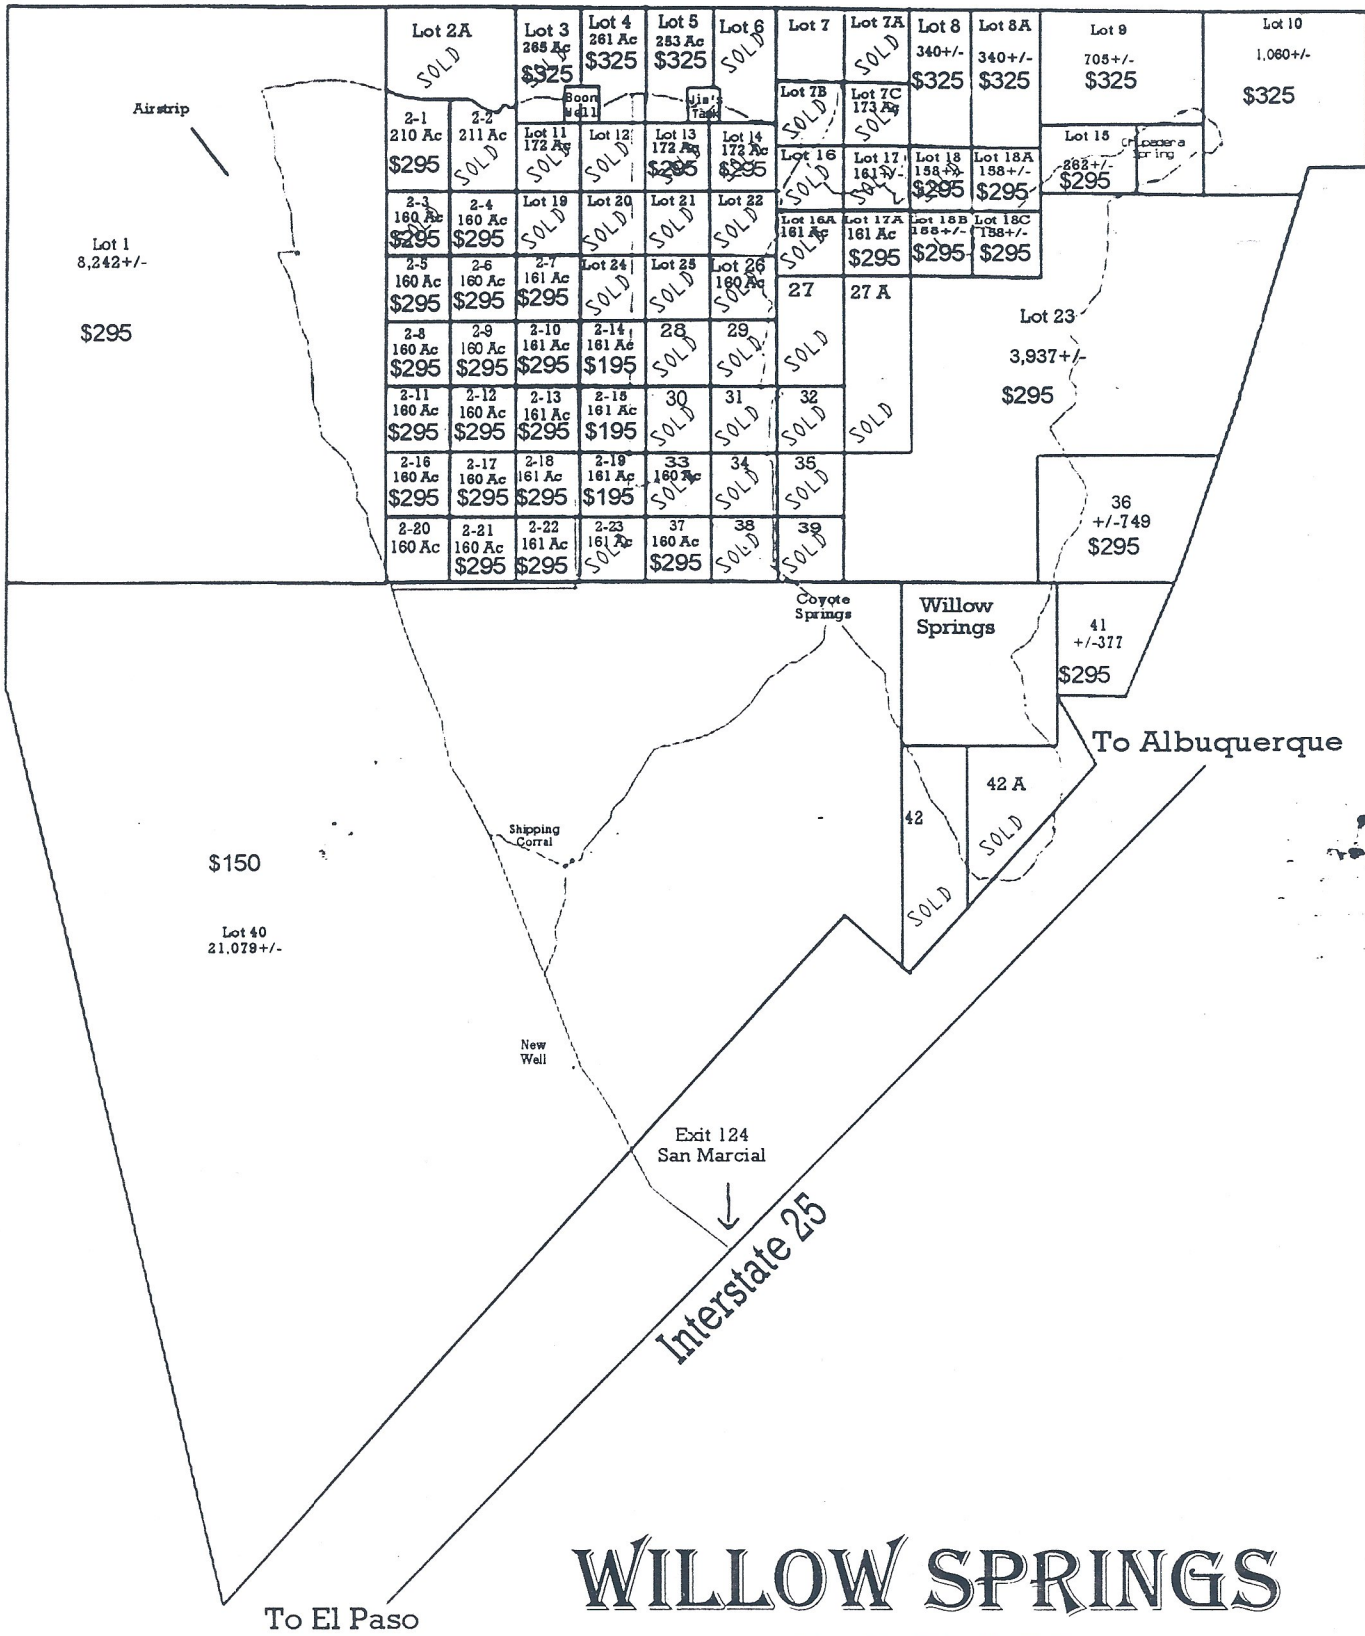 Lot 2A
SOLD
Lot 3
265 Ac
$325
SOLD
Lot 4
261 Ac
$325
Lot 5
253 Ac
$325
Lot 6
SOLD
Lot 7
Lot 7A
SOLD
Lot 8
340+/-
$325
Lot 8A
340+/-
$325
Lot 9
705+/-
$325
Lot 10
1,060+/-
$325
Airstrip
Lot 1
8,242+/-
$295
Boon
Well
Jim's
Tank
Lot 7B
SOLD
Lot 7C
173 Ac
SOLD
2-1
210 Ac
$295
2-2
211 Ac
SOLD
Lot 11
172 Ac
SOLD
Lot 12
SOLD
Lot 13
172 Ac
$295
SOLD
Lot 14
172 Ac
$295
SOLD
Lot 16
SOLD
Lot 17
161+/-
SOLD
Lot 18
158+/-
$295
SOLD
Lot 18A
158+/-
$295
Lot 15
262+/-
$295
Chupadera
Spring
2-3
160 Ac
$295
SOLD
2-4
160 Ac
$295
Lot 19
SOLD
Lot 20
SOLD
Lot 21
SOLD
Lot 22
SOLD
Lot 16A
161 Ac
SOLD
Lot 17A
161 Ac
$295
Lot 18B
158+/-
$295
Lot 18C
158+/-
$295
2-5
160 Ac
$295
2-6
160 Ac
$295
2-7
161 Ac
$295
Lot 24
SOLD
Lot 25
SOLD
Lot 26
160 Ac
SOLD
27
SOLD
27 A
SOLD
Lot 23
3,937+/-
$295
2-8
160 Ac
$295
2-9
160 Ac
$295
2-10
161 Ac
$295
2-14
161 Ac
$195
28
SOLD
29
SOLD
2-11
160 Ac
$295
2-12
160 Ac
$295
2-13
161 Ac
$295
2-15
161 Ac
$195
30
SOLD
31
SOLD
32
SOLD
2-16
160 Ac
$295
2-17
160 Ac
$295
2-18
161 Ac
$295
2-19
161 Ac
$195
33
160 Ac
SOLD
34
SOLD
35
SOLD
36
+/-749
$295
2-20
160 Ac
2-21
160 Ac
$295
2-22
161 Ac
$295
2-23
161 Ac
SOLD
37
160 Ac
$295
38
SOLD
39
SOLD
Coyote
Springs
Willow
Springs
41
+/-377
$295
To Albuquerque
42
SOLD
42 A
SOLD
Shipping
Corral
$150
Lot 40
21,079+/-
New
Well
Exit 124
San Marcial
Interstate 25
To El Paso
WILLOW SPRINGS